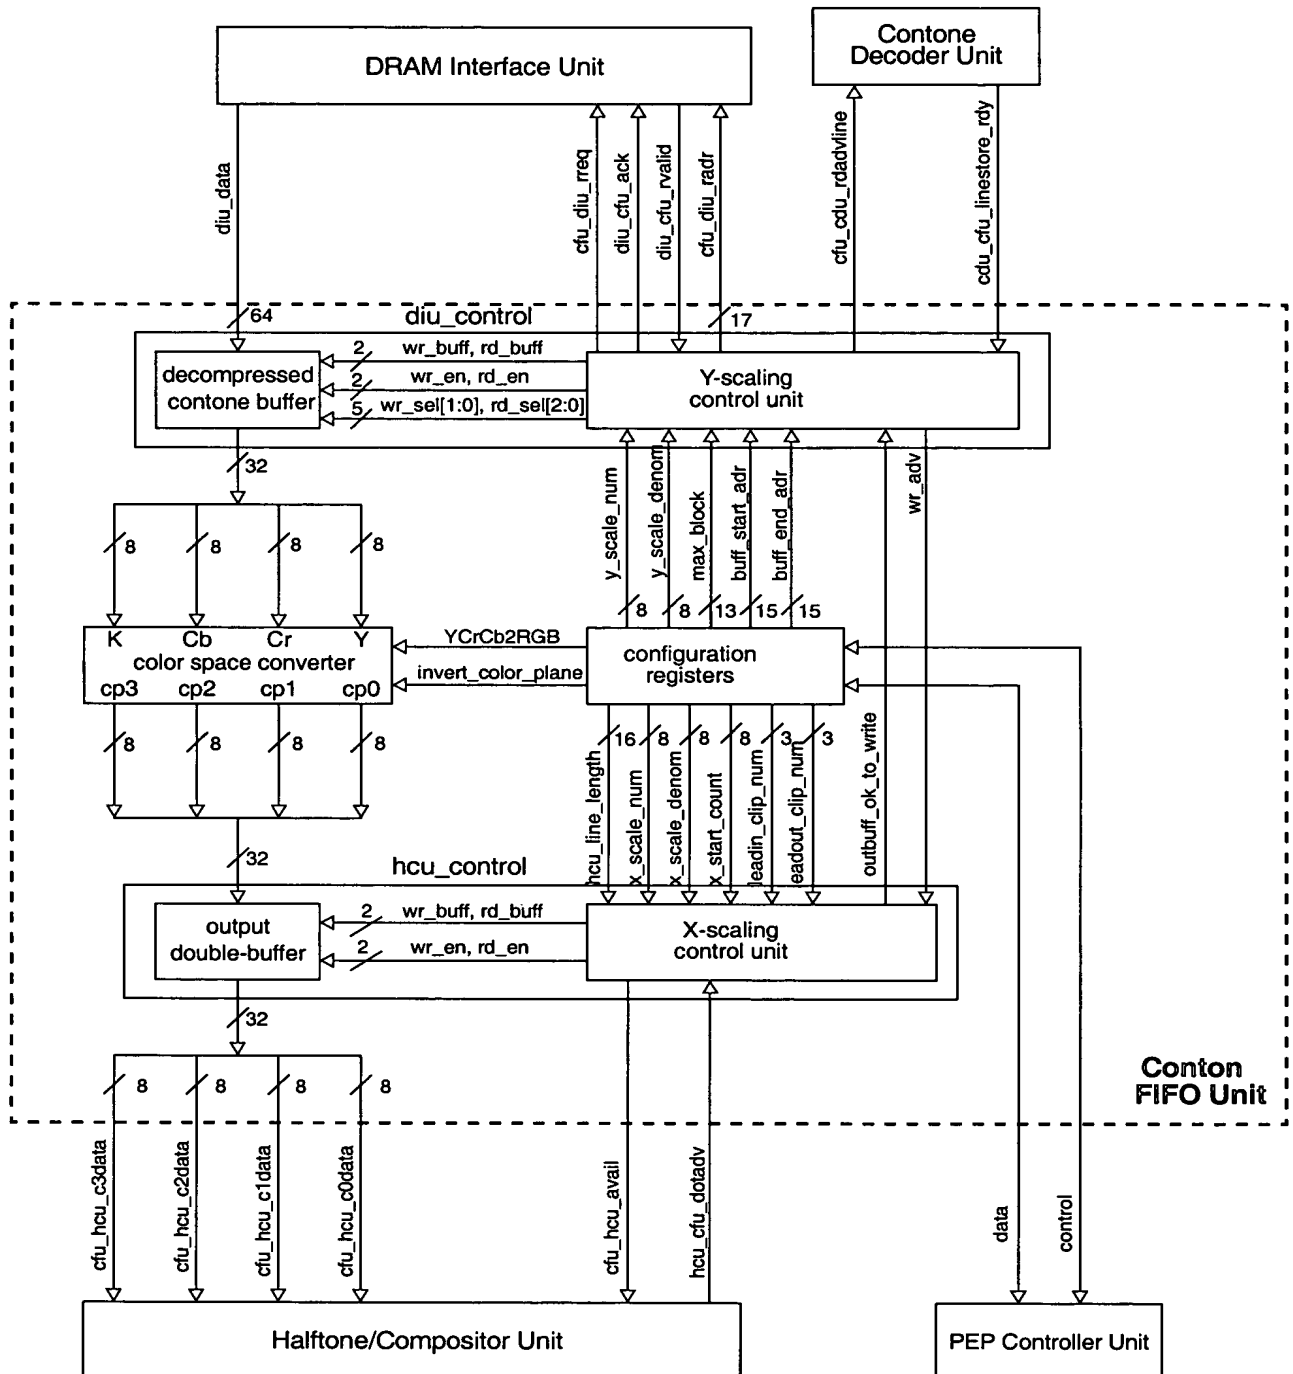 DRAM Interface Unit
Contone
Decoder Unit
diu_data
cfu_diu_rreq
diu_cfu_ack
diu_cfu_rvalid
cfu_diu_radr
cfu_cdu_rdadvline
cdu_cfu_linestore_rdy
64
diu_control
17
decompressed
contone buffer
2
wr_buff, rd_buff
2
wr_en, rd_en
5
wr_sel[1:0], rd_sel[2:0]
Y-scaling
control unit
32
y_scale_num
y_scale_denom
max_block
buff_start_adr
buff_end_adr
wr_adv
8
8
8
8
8
8
13
15
15
K
Cb
Cr
Y
color space converter
cp3
cp2
cp1
cp0
YCrCb2RGB
invert_color_plane
configuration
registers
8
8
8
8
16
8
8
8
3
3
hcu_line_length
x_scale_num
x_scale_denom
x_start_count
leadin_clip_num
leadout_clip_num
outbuff_ok_to_write
32
hcu_control
output
double-buffer
2
wr_buff, rd_buff
2
wr_en, rd_en
X-scaling
control unit
32
8
8
8
8
Conton
FIFO Unit
cfu_hcu_c3data
cfu_hcu_c2data
cfu_hcu_c1data
cfu_hcu_c0data
cfu_hcu_avail
hcu_cfu_dotadv
data
control
Halftone/Compositor Unit
PEP Controller Unit